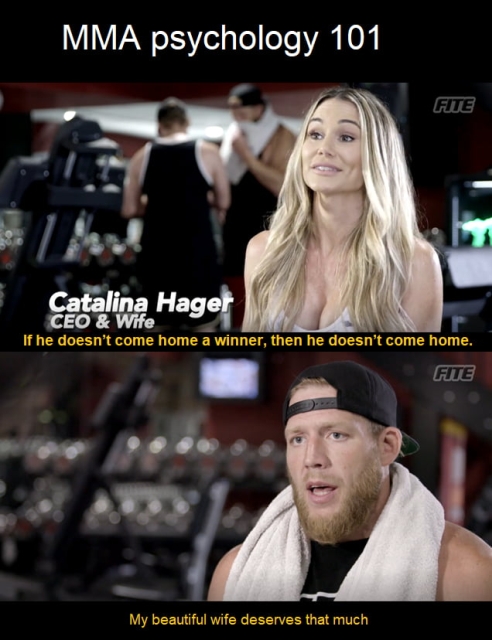 MMA psychology 101
FITE
Catalina Hager
CEO & Wife
If he doesn't come home a winner, then he doesn't come home.
FITE
My beautiful wife deserves that much